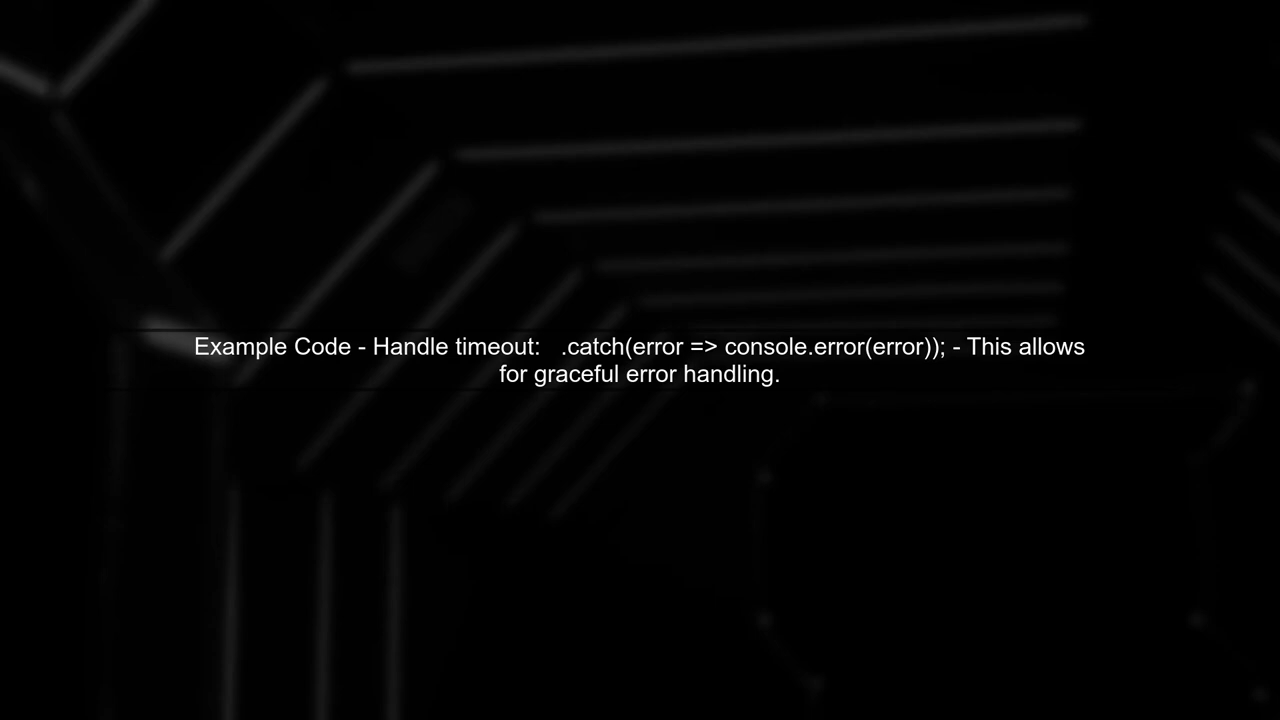 Example Code - Handle timeout:   .catch(error => console.error(error)); - This allows
for graceful error handling.